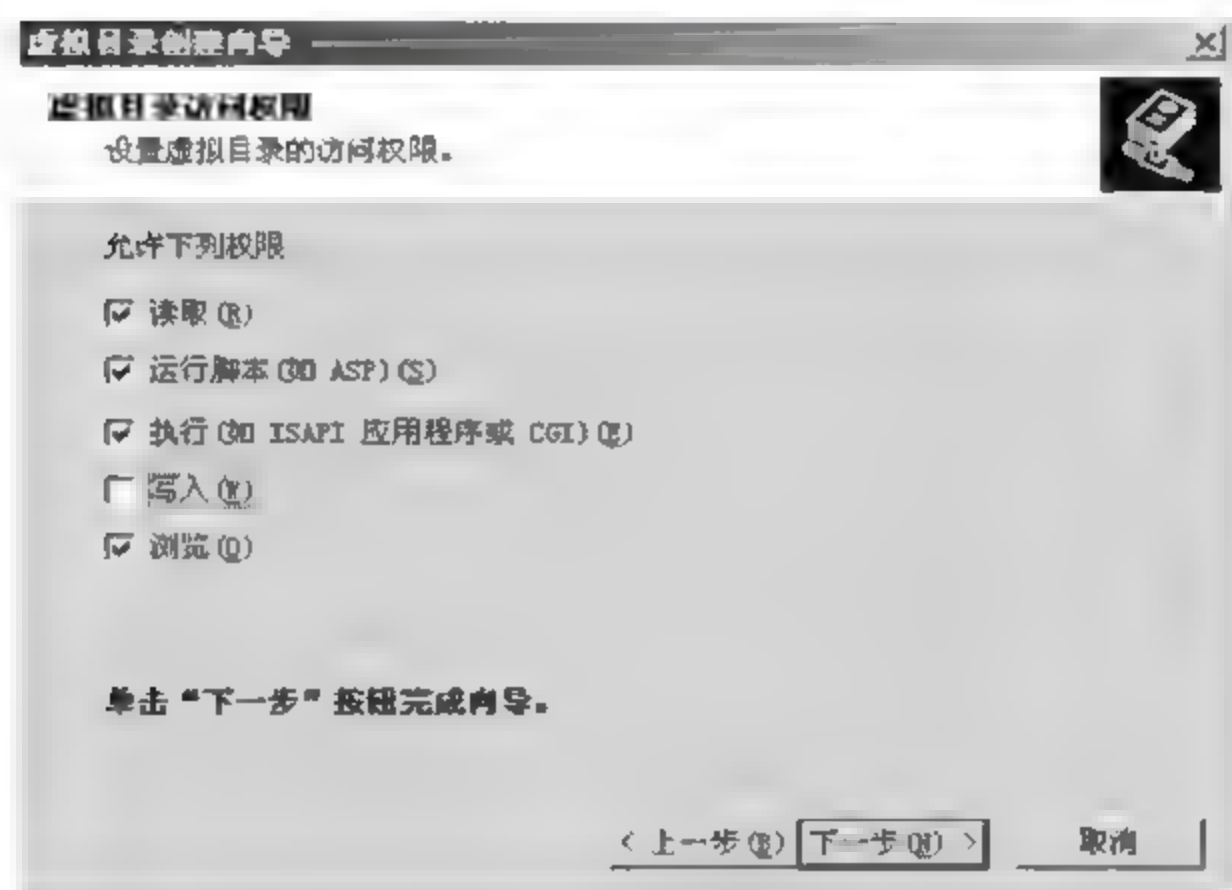 虚拟目录创建向导
虚拟目录访问权限
设置虚拟目录的访问权限。
允许下列权限
读取(R)
运行脚本(如 ASP)(S)
执行(如 ISAPI 应用程序或 CGI)(E)
写入(W)
浏览(O)
单击“下一步”按钮完成向导。
< 上一步(B) 下一步(N) > 取消